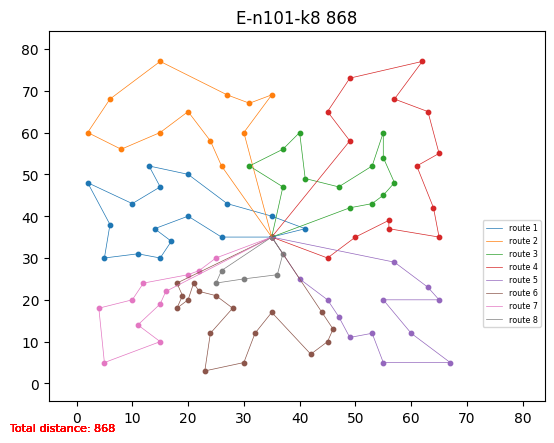 E-n101-k8 868
80
70
60
50
40
30
20
10
0
route 1
route 2
route 3
route 4
route 5
route 6
route 7
route 8
0 10 20 30 40 50 60 70 80
Total distance: 868